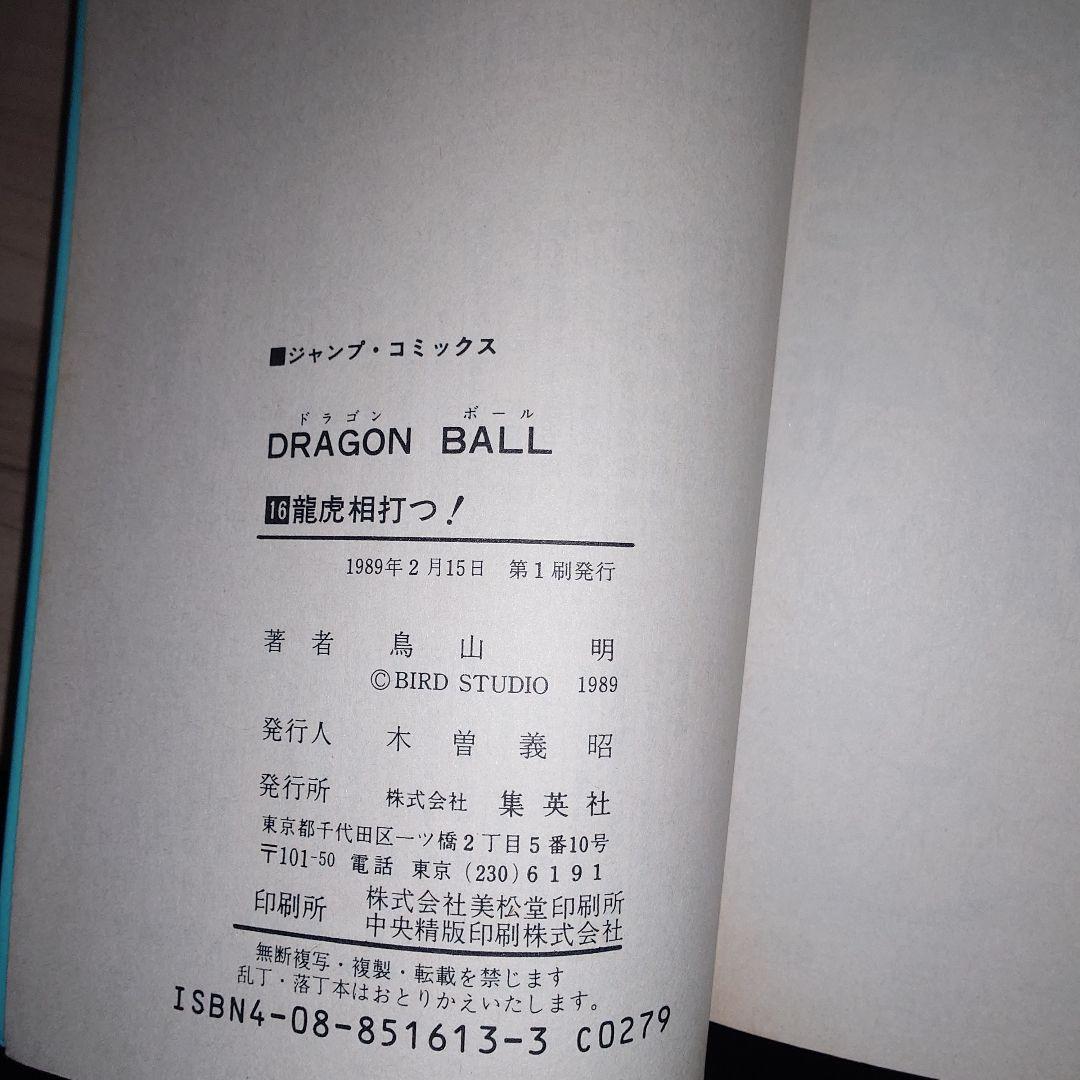 ■ジャンプ・コミックス
ドラゴン ボール
DRAGON BALL
16龍虎相打つ!
1989年2月15日 第1刷発行
著者 鳥山 明
©BIRD STUDIO 1989
発行人 木曽義昭
発行所 株式会社 集英社
東京都千代田区一ツ橋2丁目5番10号
〒101-50 電話 東京(230)6191
印刷所 株式会社美松堂印刷所
中央精版印刷株式会社
無断複写・複製・転載を禁じます
乱丁・落丁本はおとりかえいたします。
ISBN4-08-851613-3 C0279